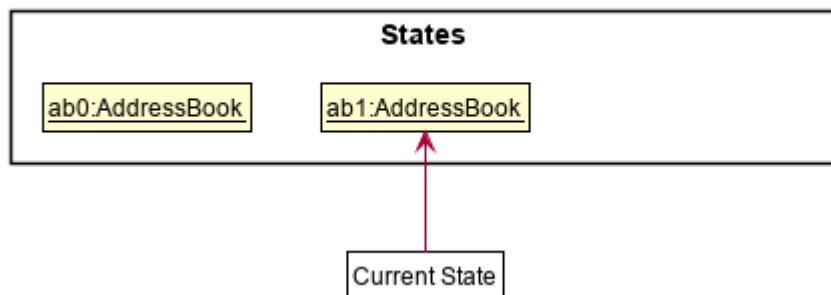 States
ab0:AddressBook
ab1:AddressBook
Current State